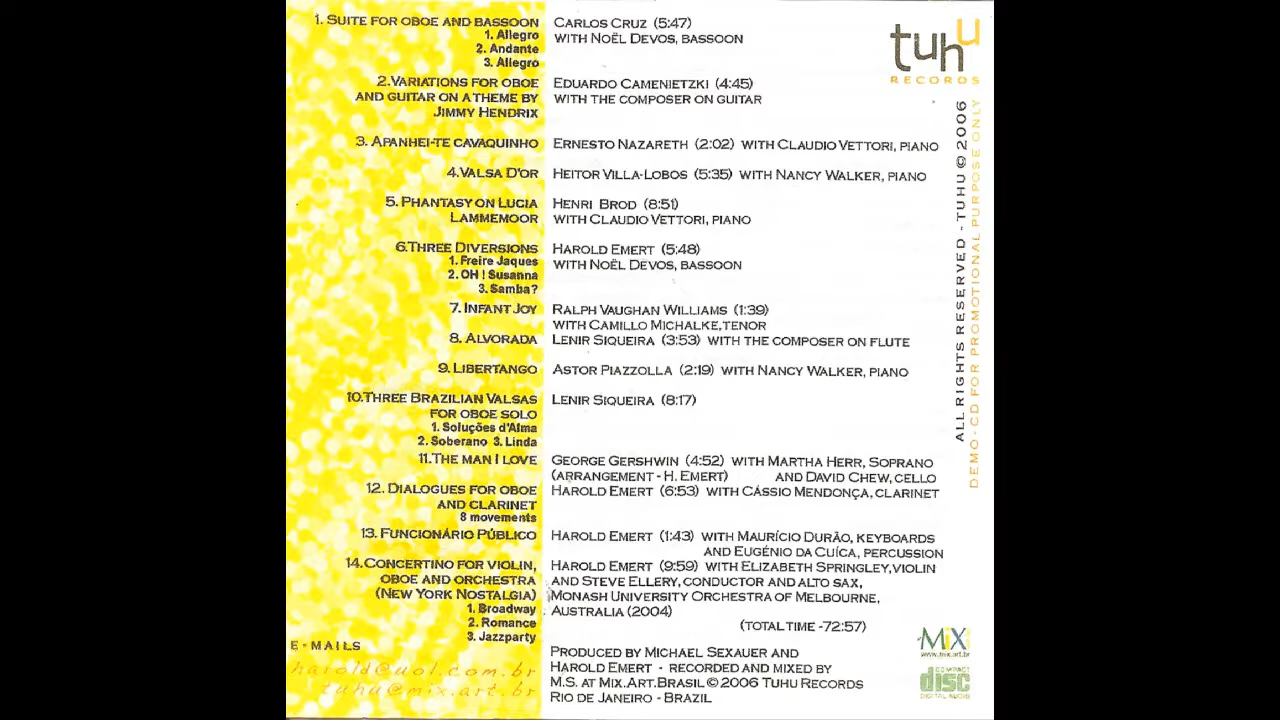 1. SUITE FOR OBOE AND BASSOON CARLOS CRUZ (5:47)
1. Allegro WITH NOËL DEVOS, BASSOON
2. Andante
3. Allegro
2.VARIATIONS FOR OBOE EDUARDO CAMENIETZKI (4:45)
AND GUITAR ON A THEME BY WITH THE COMPOSER ON GUITAR
JIMMY HENDRIX
3. APANHEI-TE CAVAQUINHO ERNESTO NAZARETH (2:02) WITH CLAUDIO VETTORI, PIANO
4.VALSA D'OR HEITOR VILLA-LOBOS (5:35) WITH NANCY WALKER, PIANO
5. PHANTASY ON LUCIA HENRI BROD (8:51)
LAMMEMOOR WITH CLAUDIO VETTORI, PIANO
6.THREE DIVERSIONS HAROLD EMERT (5:48)
1. Freire Jaques WITH NOËL DEVOS, BASSOON
2. OH ! Susanna
3. Samba?
7. INFANT JOY RALPH VAUGHAN WILLIAMS (1:39)
WITH CAMILLO MICHALKE,TENOR
8. ALVORADA LENIR SIQUEIRA (3:53) WITH THE COMPOSER ON FLUTE
9. LIBERTANGO ASTOR PIAZZOLLA (2:19) WITH NANCY WALKER, PIANO
10.THREE BRAZILIAN VALSAS LENIR SIQUEIRA (8:17)
FOR OBOE SOLO
1. Soluções d'Alma
2. Soberano 3. Linda
11. THE MAN I LOVE GEORGE GERSHWIN (4:52) WITH MARTHA HERR, SOPRANO
(ARRANGEMENT - H. EMERT) AND DAVID CHEW, CELLO
12. DIALOGUES FOR OBOE HAROLD EMERT (6:53) WITH CÁSSIO MENDONÇA, CLARINET
AND CLARINET
8 movements
13. FUNCIONÁRIO PÚBLICO HAROLD EMERT (1:43) WITH MAURÍCIO DURÃO, KEYBOARDS
AND EUGÉNIO DA CUÍCA, PERCUSSION
14.CONCERTINO FOR VIOLIN, HAROLD EMERT (9:59) WITH ELIZABETH SPRINGLEY,VIOLIN
OBOE AND ORCHESTRA AND STEVE ELLERY, CONDUCTOR AND ALTO SAX,
(NEW YORK NOSTALGIA) MONASH UNIVERSITY ORCHESTRA OF MELBOURNE,
1. Broadway AUSTRALIA (2004)
2. Romance (TOTAL TIME -72:57)
3. Jazzparty
E-MAILS
harold@uol.com.br
tuhu@mix.art.br
PRODUCED BY MICHAEL SEXAUER AND
HAROLD EMERT - RECORDED AND MIXED BY
M.S. AT MIX.ART.BRASIL © 2006 TUHU RECORDS
RIO DE JANEIRO - BRAZIL
tuhu
RECORDS
ALL RIGHTS RESERVED - TUHU © 2006
DEMO - CD FOR PROMOTIONAL PURPOSE ONLY
MiX
www.mix.art.br
COMPACT
disc
DIGITAL AUDIO